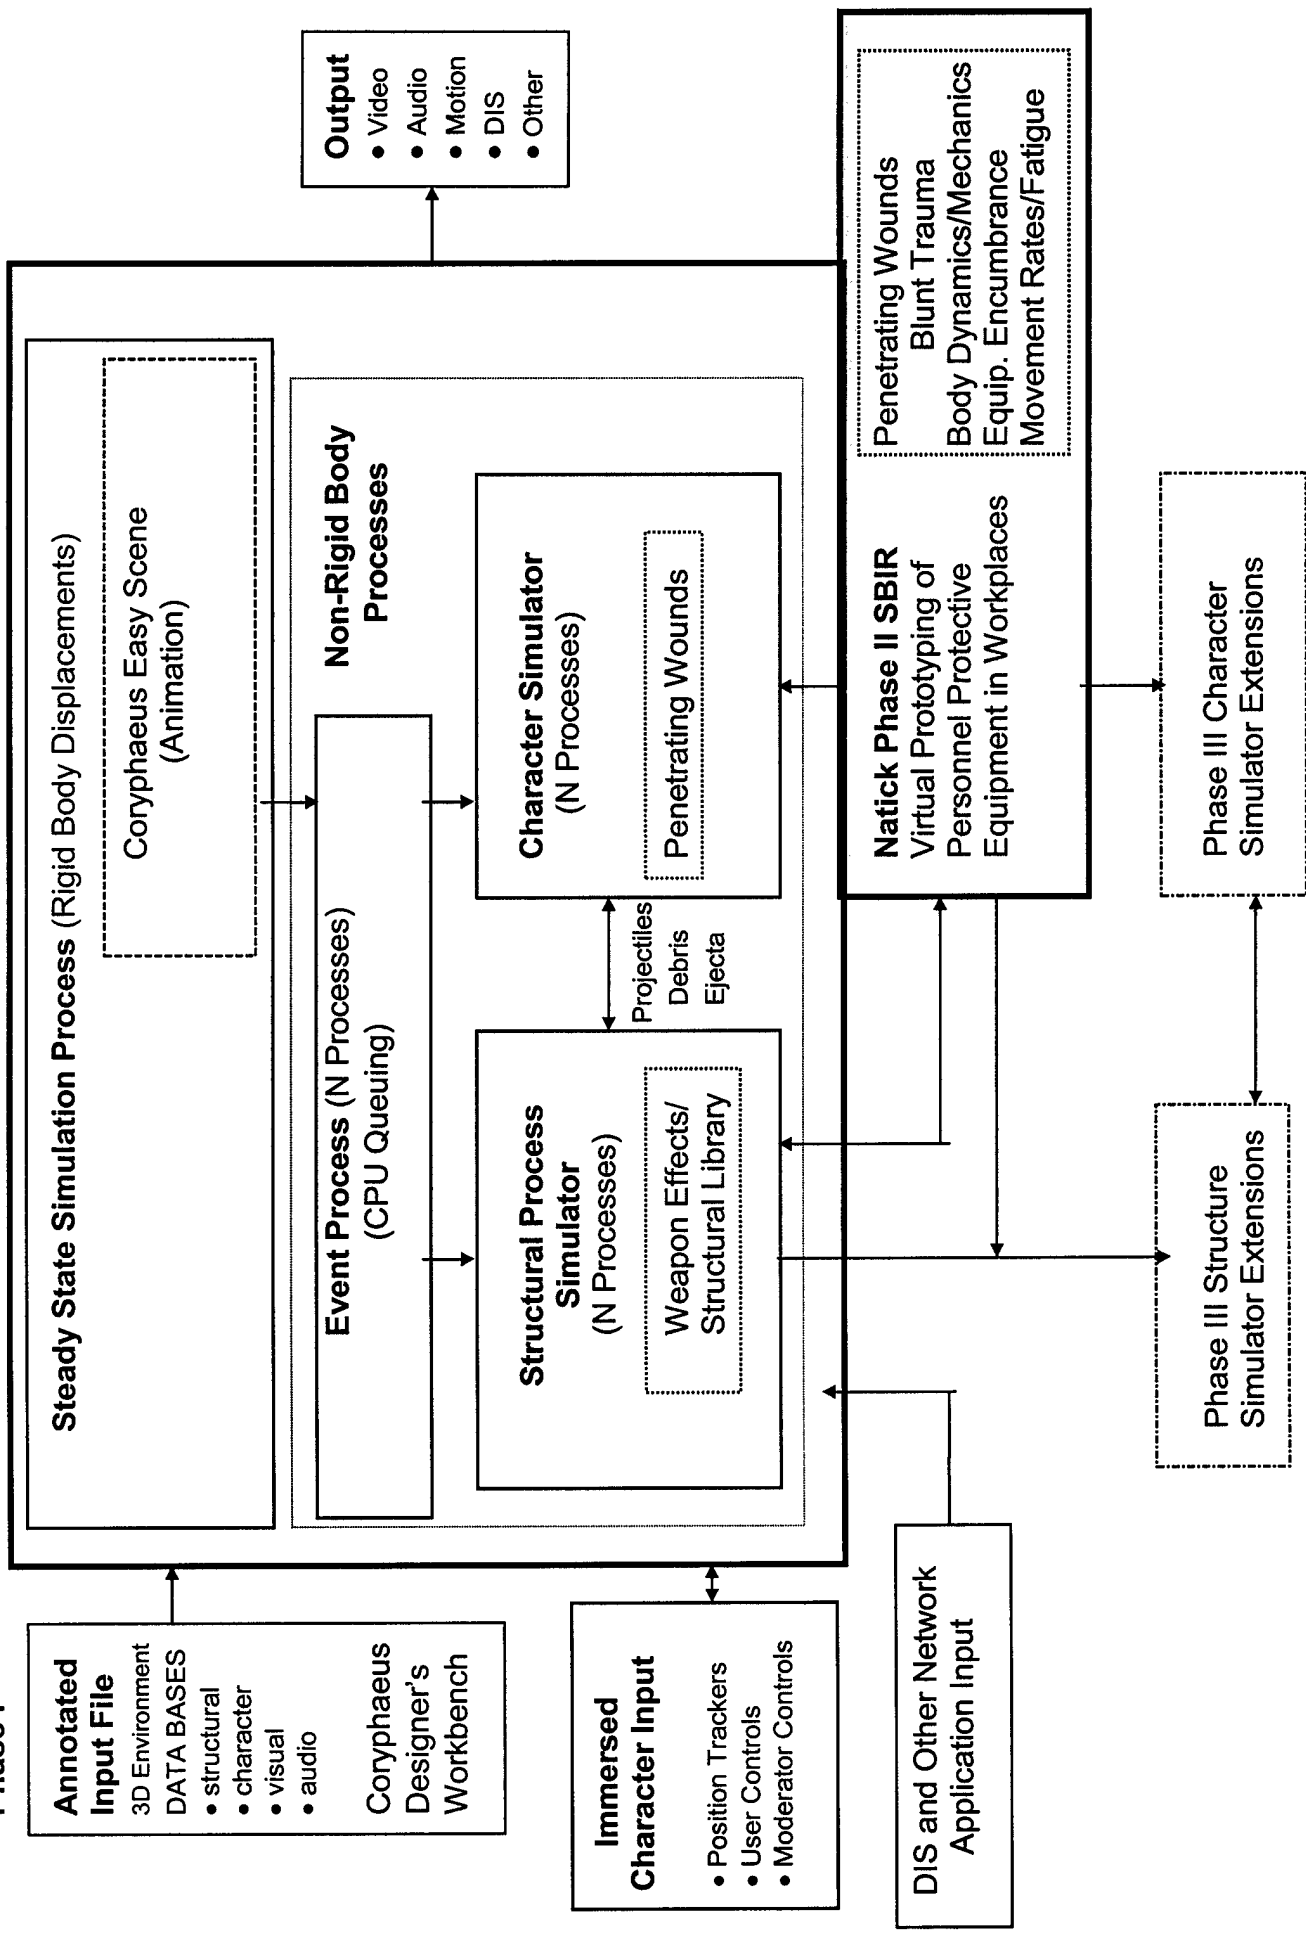 Annotated
Input File
3D Environment
DATA BASES
• structural
• character
• visual
• audio
Coryphaeus
Designer's
Workbench
Steady State Simulation Process (Rigid Body Displacements)
Coryphaeus Easy Scene
(Animation)
Output
• Video
• Audio
• Motion
• DIS
• Other
Non-Rigid Body
Processes
Event Process (N Processes)
(CPU Queuing)
Immersed
Character Input
• Position Trackers
• User Controls
• Moderator Controls
Structural Process
Simulator
(N Processes)
Weapon Effects/
Structural Library
Projectiles
Debris
Ejecta
Character Simulator
(N Processes)
Penetrating Wounds
DIS and Other Network
Application Input
Natick Phase II SBIR
Virtual Prototyping of
Personnel Protective
Equipment in Workplaces
Penetrating Wounds
Blunt Trauma
Body Dynamics/Mechanics
Equip. Encumbrance
Movement Rates/Fatigue
Phase III Structure
Simulator Extensions
Phase III Character
Simulator Extensions